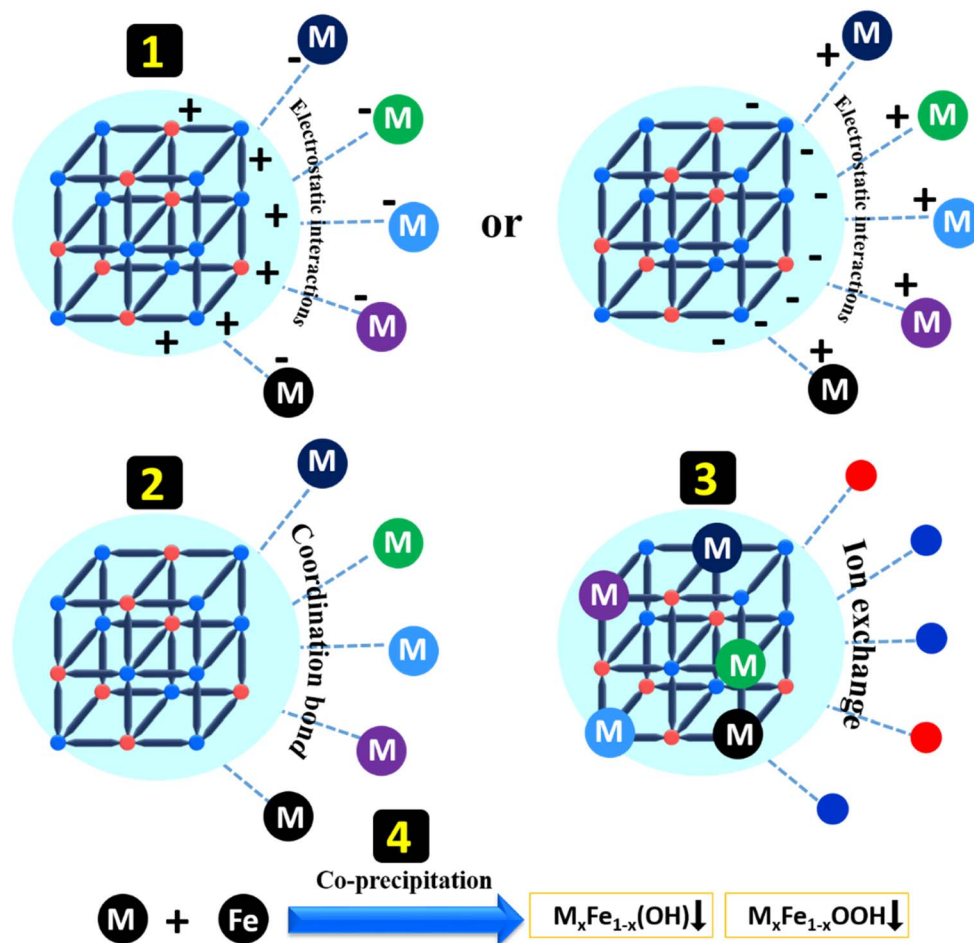 1
M
M
M
M
M
+
+
+
+
+
+
-
-
-
-
-
Electrostatic interactions
or
M
M
M
M
M
-
-
-
-
-
-
-
+
+
+
+
+
Electrostatic interactions
2
M
M
M
M
M
Coordination bond
3
M
M
M
M
M
Ion exchange
4
Co-precipitation
M + Fe
MₓFe₁₋ₓ(OH)↓
MₓFe₁₋ₓOOH↓